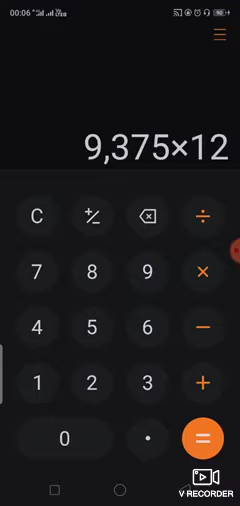 00:06
9,375×12
C +/− ÷
7 8 9 ×
4 5 6 −
1 2 3 +
0 • =
V RECORDER